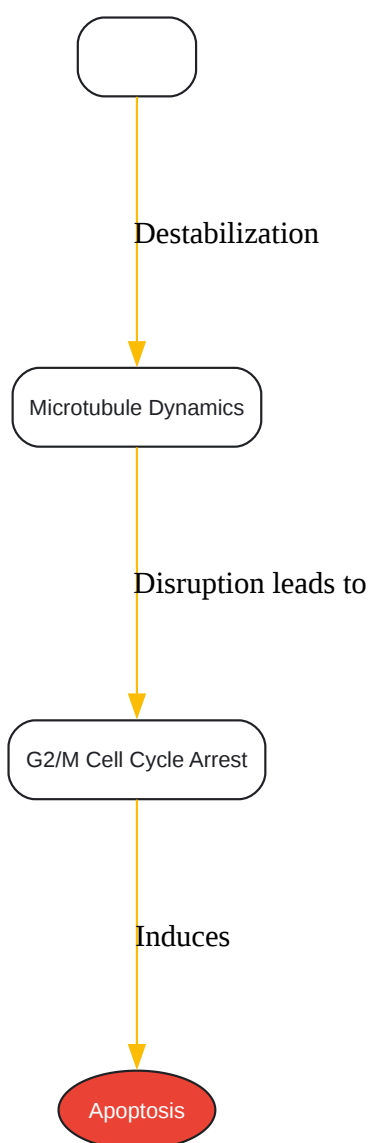 Destabilization
Microtubule Dynamics
Disruption leads to
G2/M Cell Cycle Arrest
Induces
Apoptosis